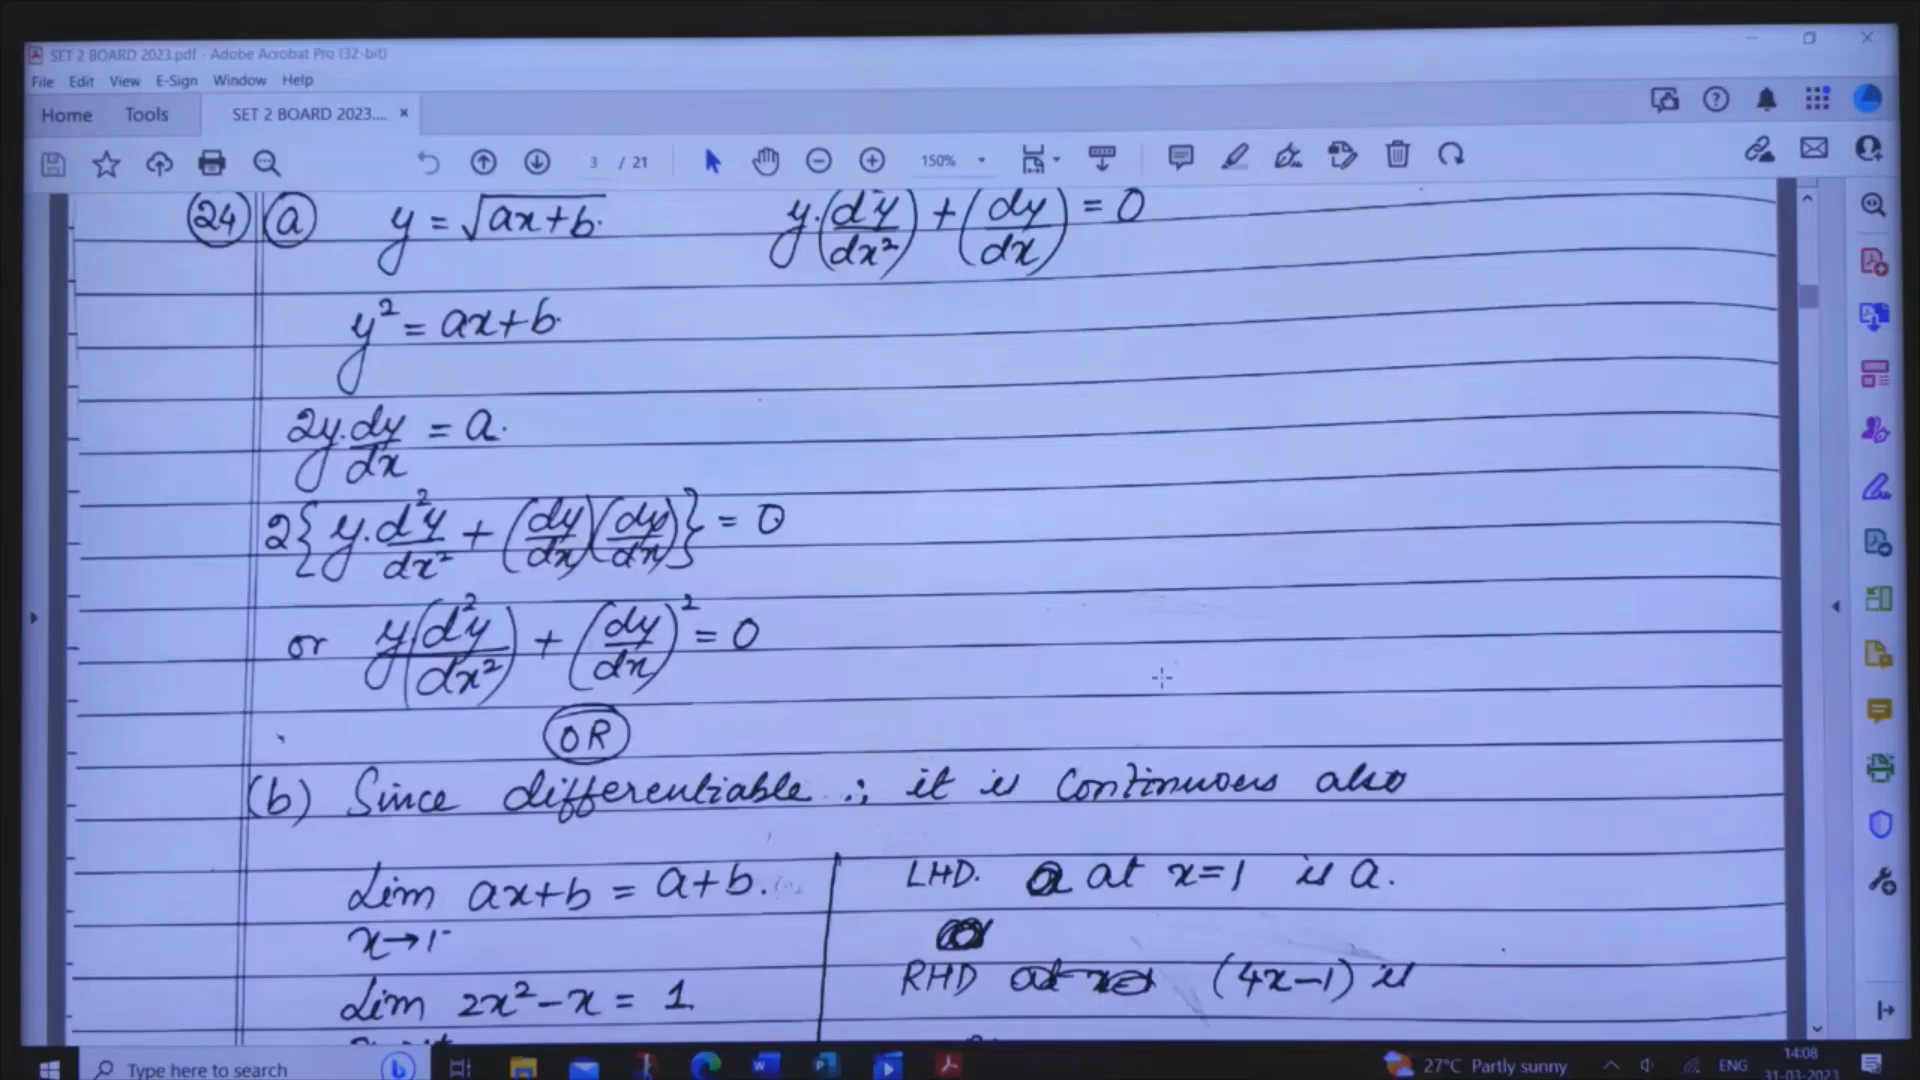 SET 2 BOARD 2023.pdf - Adobe Acrobat Pro (32-bit)
File Edit View E-Sign Window Help
Home Tools SET 2 BOARD 2023.... ×
3 / 21 150%
(24) (a) y = √ax+b. y.(dy/dx²) + (dy/dx) = 0
y² = ax+b.
2y.dy/dx = a.
2{y.d²y/dx² + (dy/dx)(dy/dx)} = 0
or y(d²y/dx²) + (dy/dx)² = 0
OR
(b) Since differentiable ∴ it is continuous also
Lim ax+b = a+b.
x→1⁻
Lim 2x²-x = 1
LHD. at x=1 is a.
RHD (4x-1) is
Type here to search
27°C Partly sunny ENG 14:08
31-03-2023